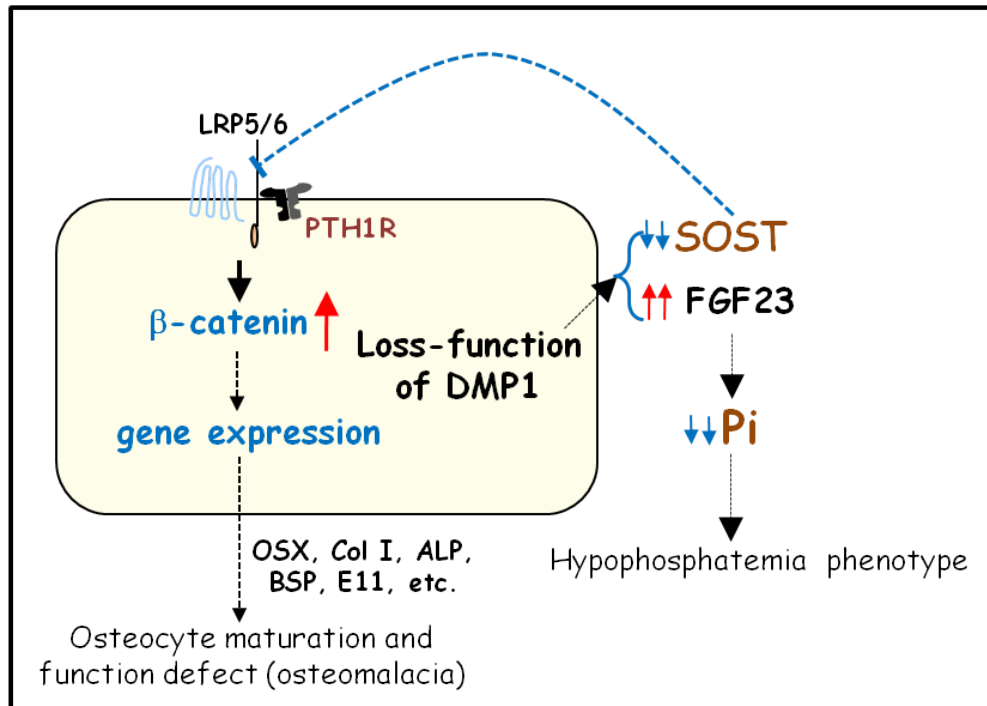 LRP5/6
PTH1R
β-catenin
gene expression
Loss-function
of DMP1
SOST
FGF23
Pi
Hypophosphatemia phenotype
OSX, Col I, ALP,
BSP, E11, etc.
Osteocyte maturation and
function defect (osteomalacia)